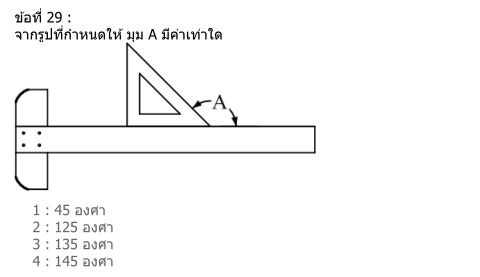 ข้อที่ 29 :
จากรูปที่กำหนดให้ มุม A มีค่าเท่าใด
A
1 : 45 องศา
2 : 125 องศา
3 : 135 องศา
4 : 145 องศา